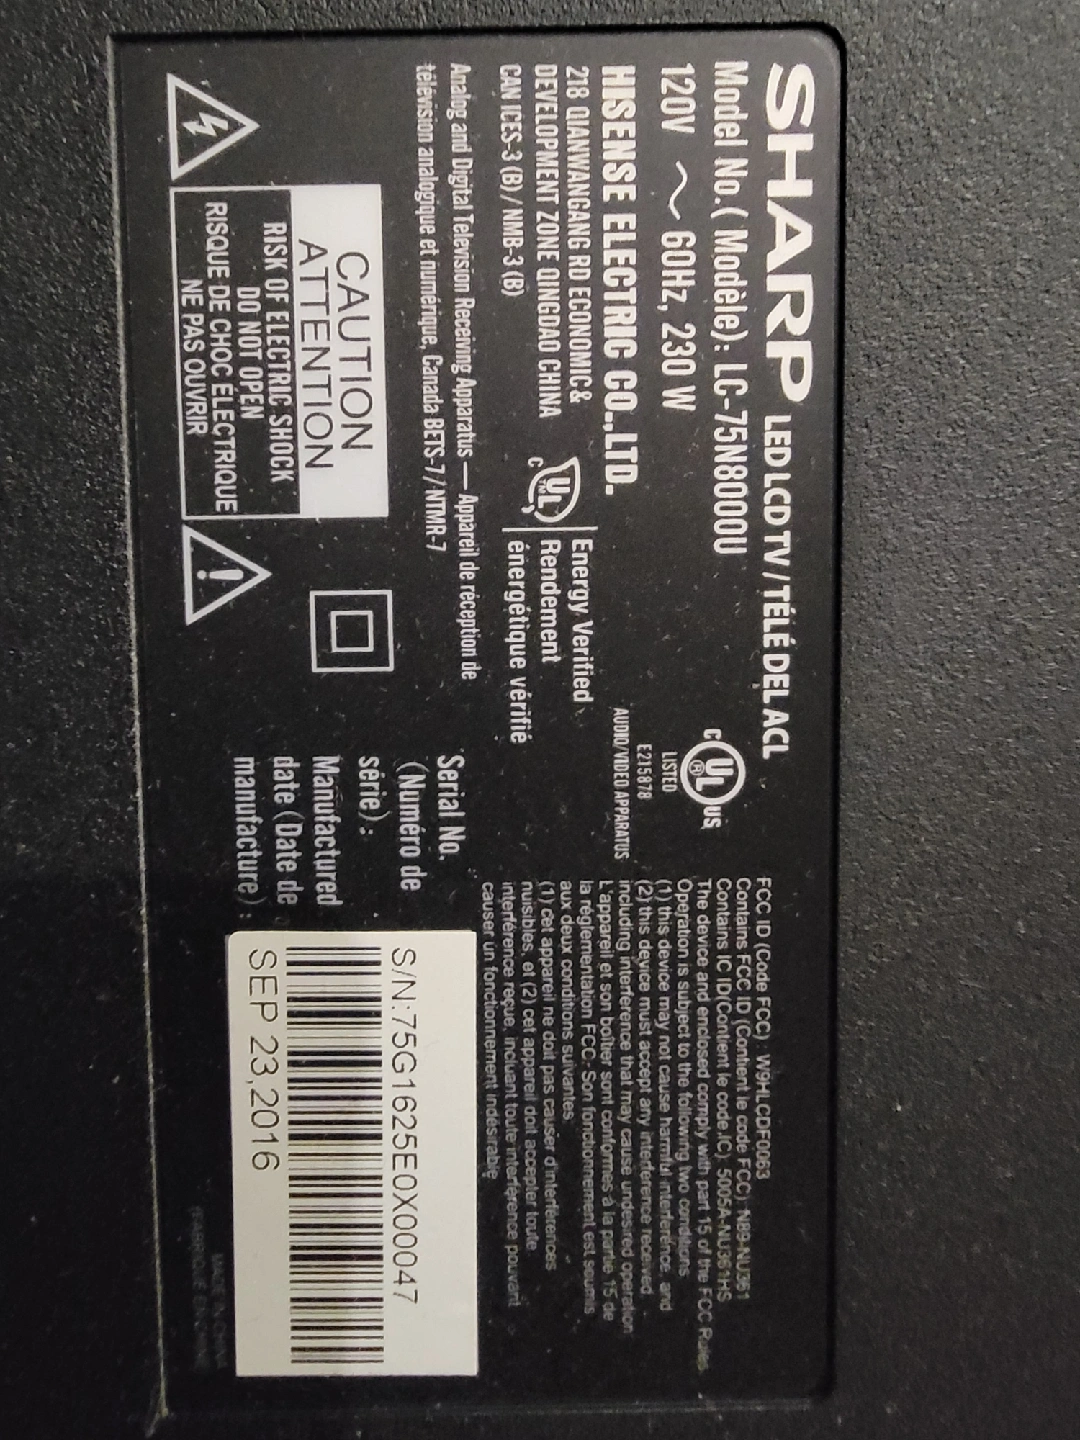 SHARP LED LCD TV / TÉLÉ DEL ACL
Model No.( Modèle): LC-75N8000U
120V ~ 60Hz, 230 W
HISENSE ELECTRIC CO.,LTD.
218 QIANWANGANG RD ECONOMIC&
DEVELOPMENT ZONE QINGDAO CHINA
CAN ICES-3 (B) / NMB-3 (B)
Analog and Digital Television Receiving Apparatus — Appareil de réception de
télévision analogique et numérique, Canada BETS-7 / NTMR-7
C UL US
LISTED
E215878
AUDIO/VIDEO APPARATUS
C UL
Energy Verified
Rendement
énergétique vérifié
CAUTION
ATTENTION
RISK OF ELECTRIC SHOCK
DO NOT OPEN
RISQUE DE CHOC ELECTRIQUE
NE PAS OUVRIR
FCC ID (Code FCC) : W9HLCDF0063
Contains FCC ID (Contient le code FCC): N89-NU361
Contains IC ID(Contient le code IC) : 5005A-NU361HS
The device and enclosed comply with part 15 of the FCC Rules.
Operation is subject to the following two conditions:
(1) this device may not cause harmful interference, and
(2) this device must accept any interference received,
including interference that may cause undesired operation
L'appareil et son boîtier sont conformes à la partie 15 de
la réglementation FCC. Son fonctionnement est soumis
aux deux conditions suivantes:
(1) cet appareil ne doit pas causer d'interférences
nuisibles, et (2) cet appareil doit accepter toute
interférence reçue, incluant toute interférence pouvant
causer un fonctionnement indésirable
Serial No.
(Numéro de
série) :
Manufactured
date (Date de
manufacture) :
S/N:75G1625E0X00047
SEP 23,2016
MADE IN CHINA
FABRIQUÉ EN CHINE